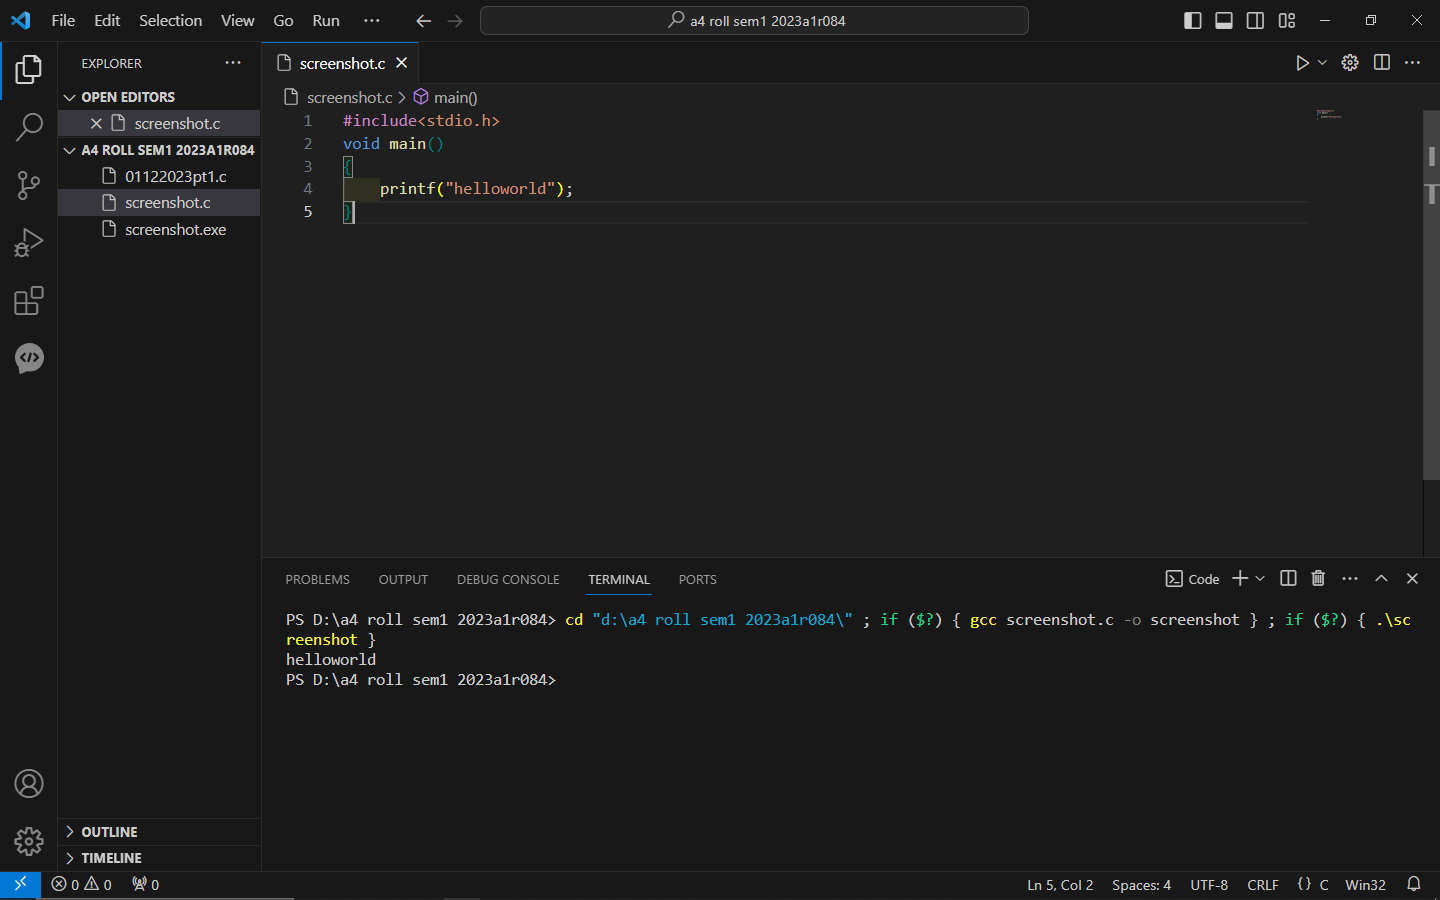 File Edit Selection View Go Run ···
a4 roll sem1 2023a1r084
EXPLORER ···
OPEN EDITORS
screenshot.c
A4 ROLL SEM1 2023A1R084
01122023pt1.c
screenshot.c
screenshot.exe
OUTLINE
TIMELINE
screenshot.c
screenshot.c > main()
1 #include<stdio.h>
2 void main()
3 {
4 printf("helloworld");
5 }
PROBLEMS OUTPUT DEBUG CONSOLE TERMINAL PORTS
Code
PS D:\a4 roll sem1 2023a1r084> cd "d:\a4 roll sem1 2023a1r084\" ; if ($?) { gcc screenshot.c -o screenshot } ; if ($?) { .\sc
reenshot }
helloworld
PS D:\a4 roll sem1 2023a1r084>
0 0 0
Ln 5, Col 2 Spaces: 4 UTF-8 CRLF {} C Win32